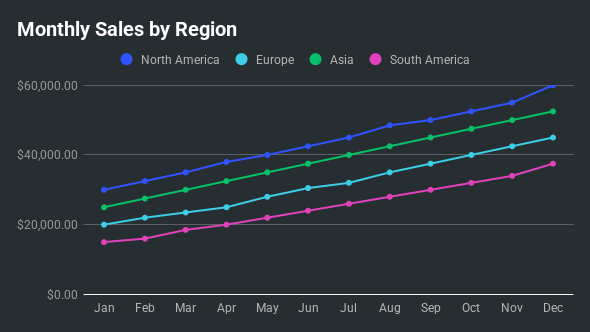 Monthly Sales by Region
North America Europe Asia South America
$60,000.00
$40,000.00
$20,000.00
$0.00
Jan Feb Mar Apr May Jun Jul Aug Sep Oct Nov Dec